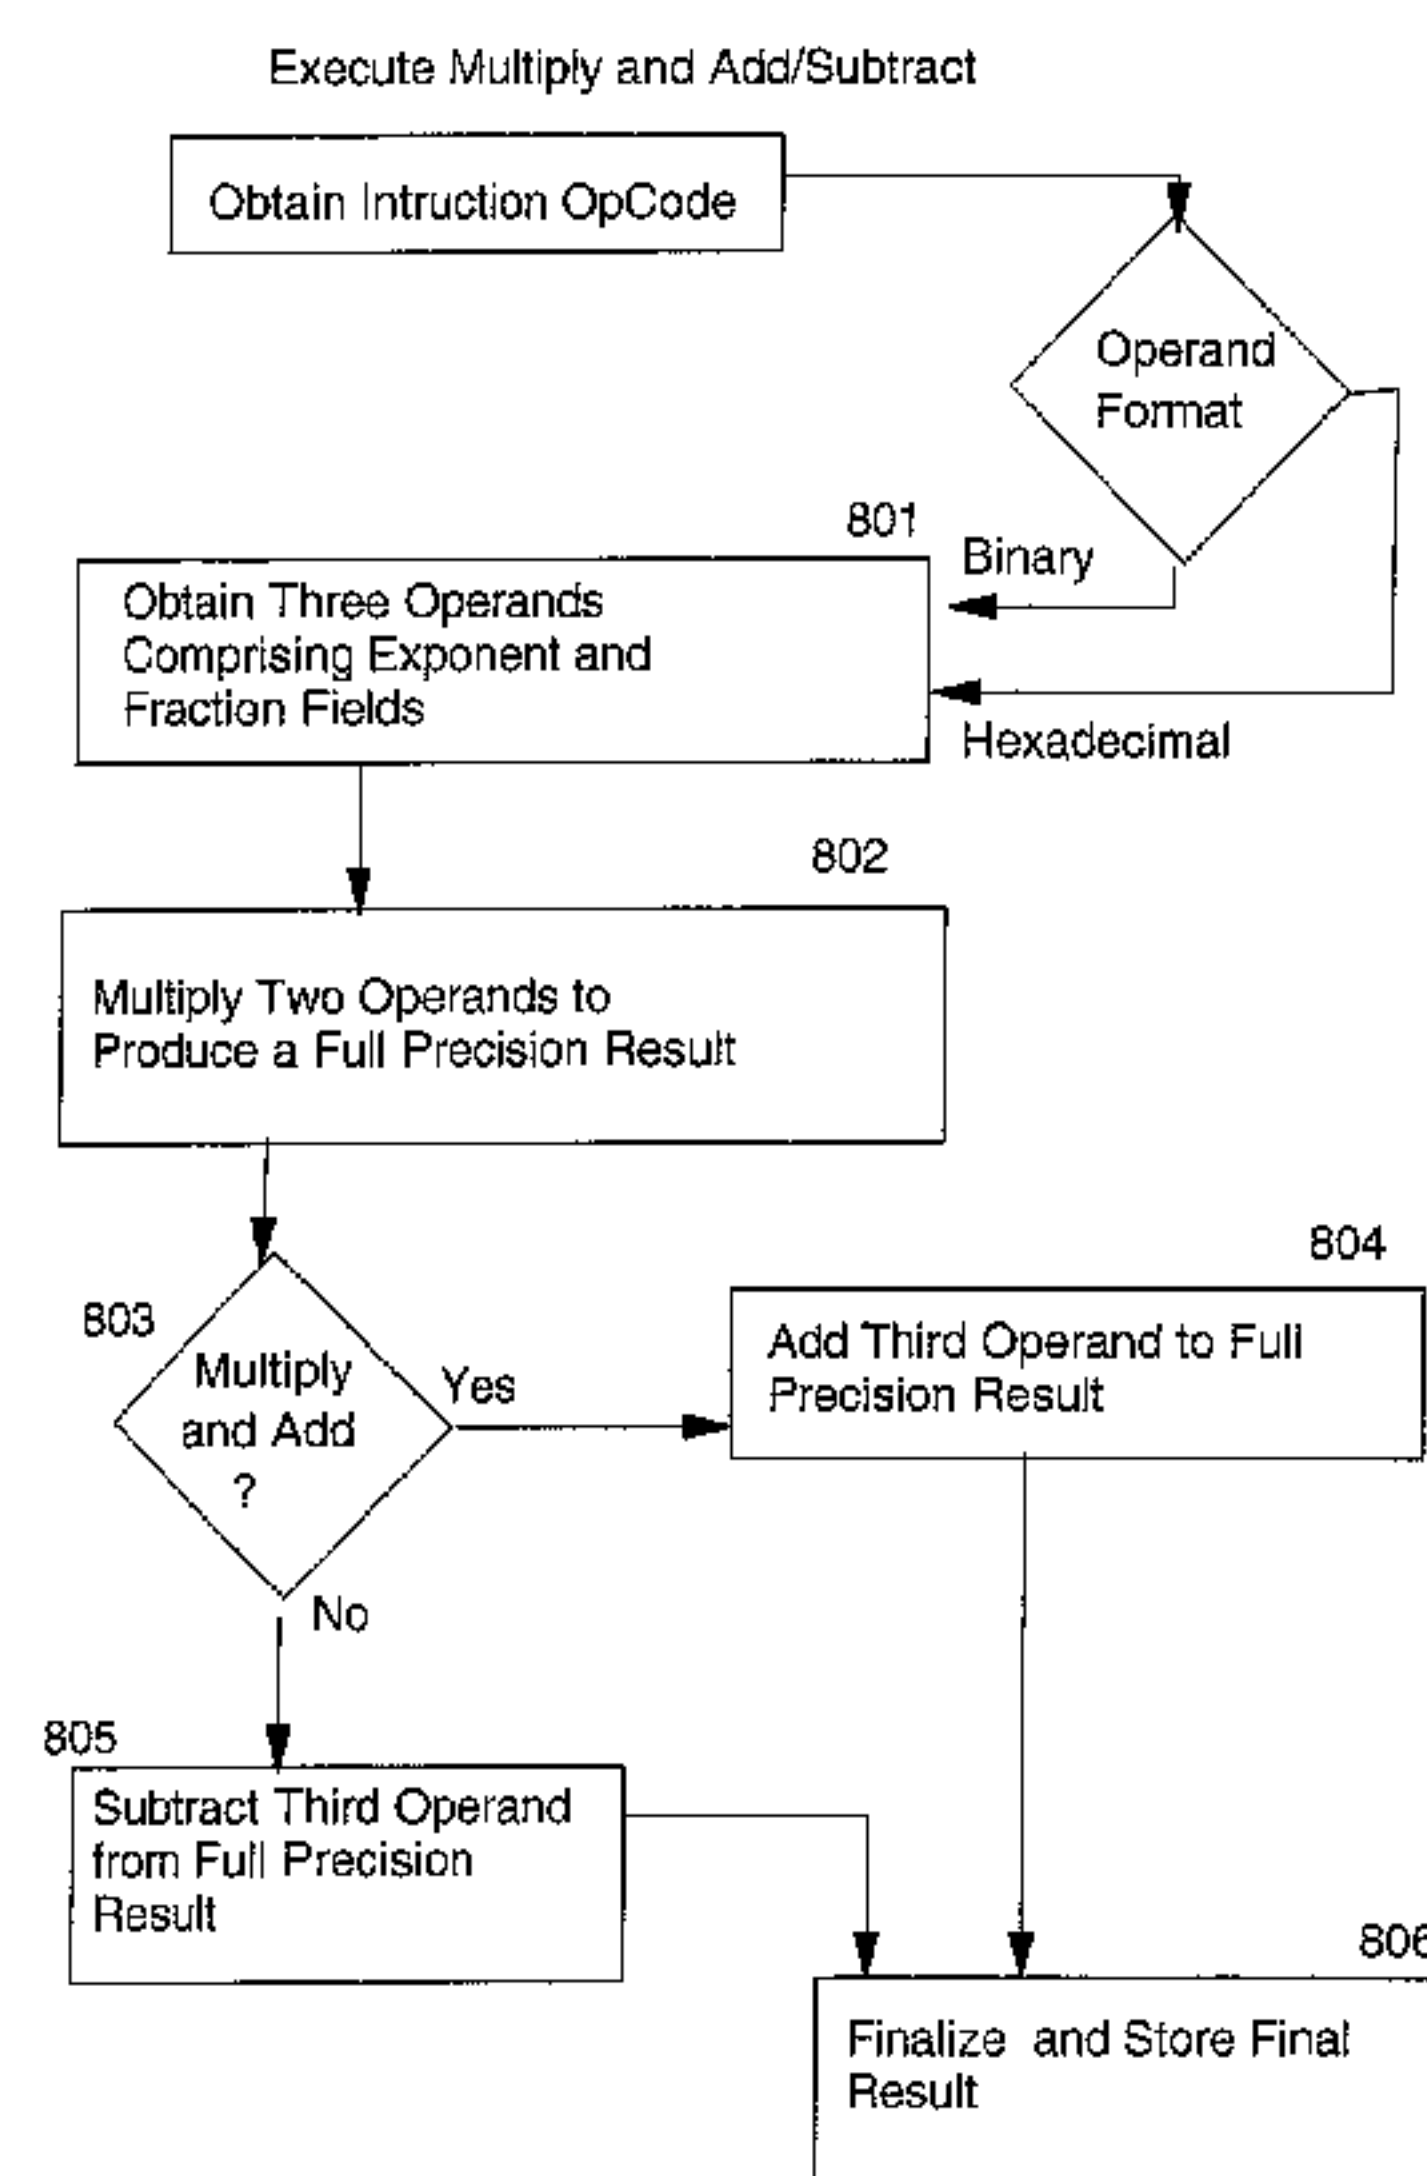 Execute Multiply and Add/Subtract
Obtain Intruction OpCode
Operand
Format
801
Binary
Obtain Three Operands
Comprising Exponent and
Fraction Fields
Hexadecimal
802
Multiply Two Operands to
Produce a Full Precision Result
804
803
Multiply
and Add
?
Yes
Add Third Operand to Full
Precision Result
No
805
Subtract Third Operand
from Full Precision
Result
806
Finalize and Store Final
Result